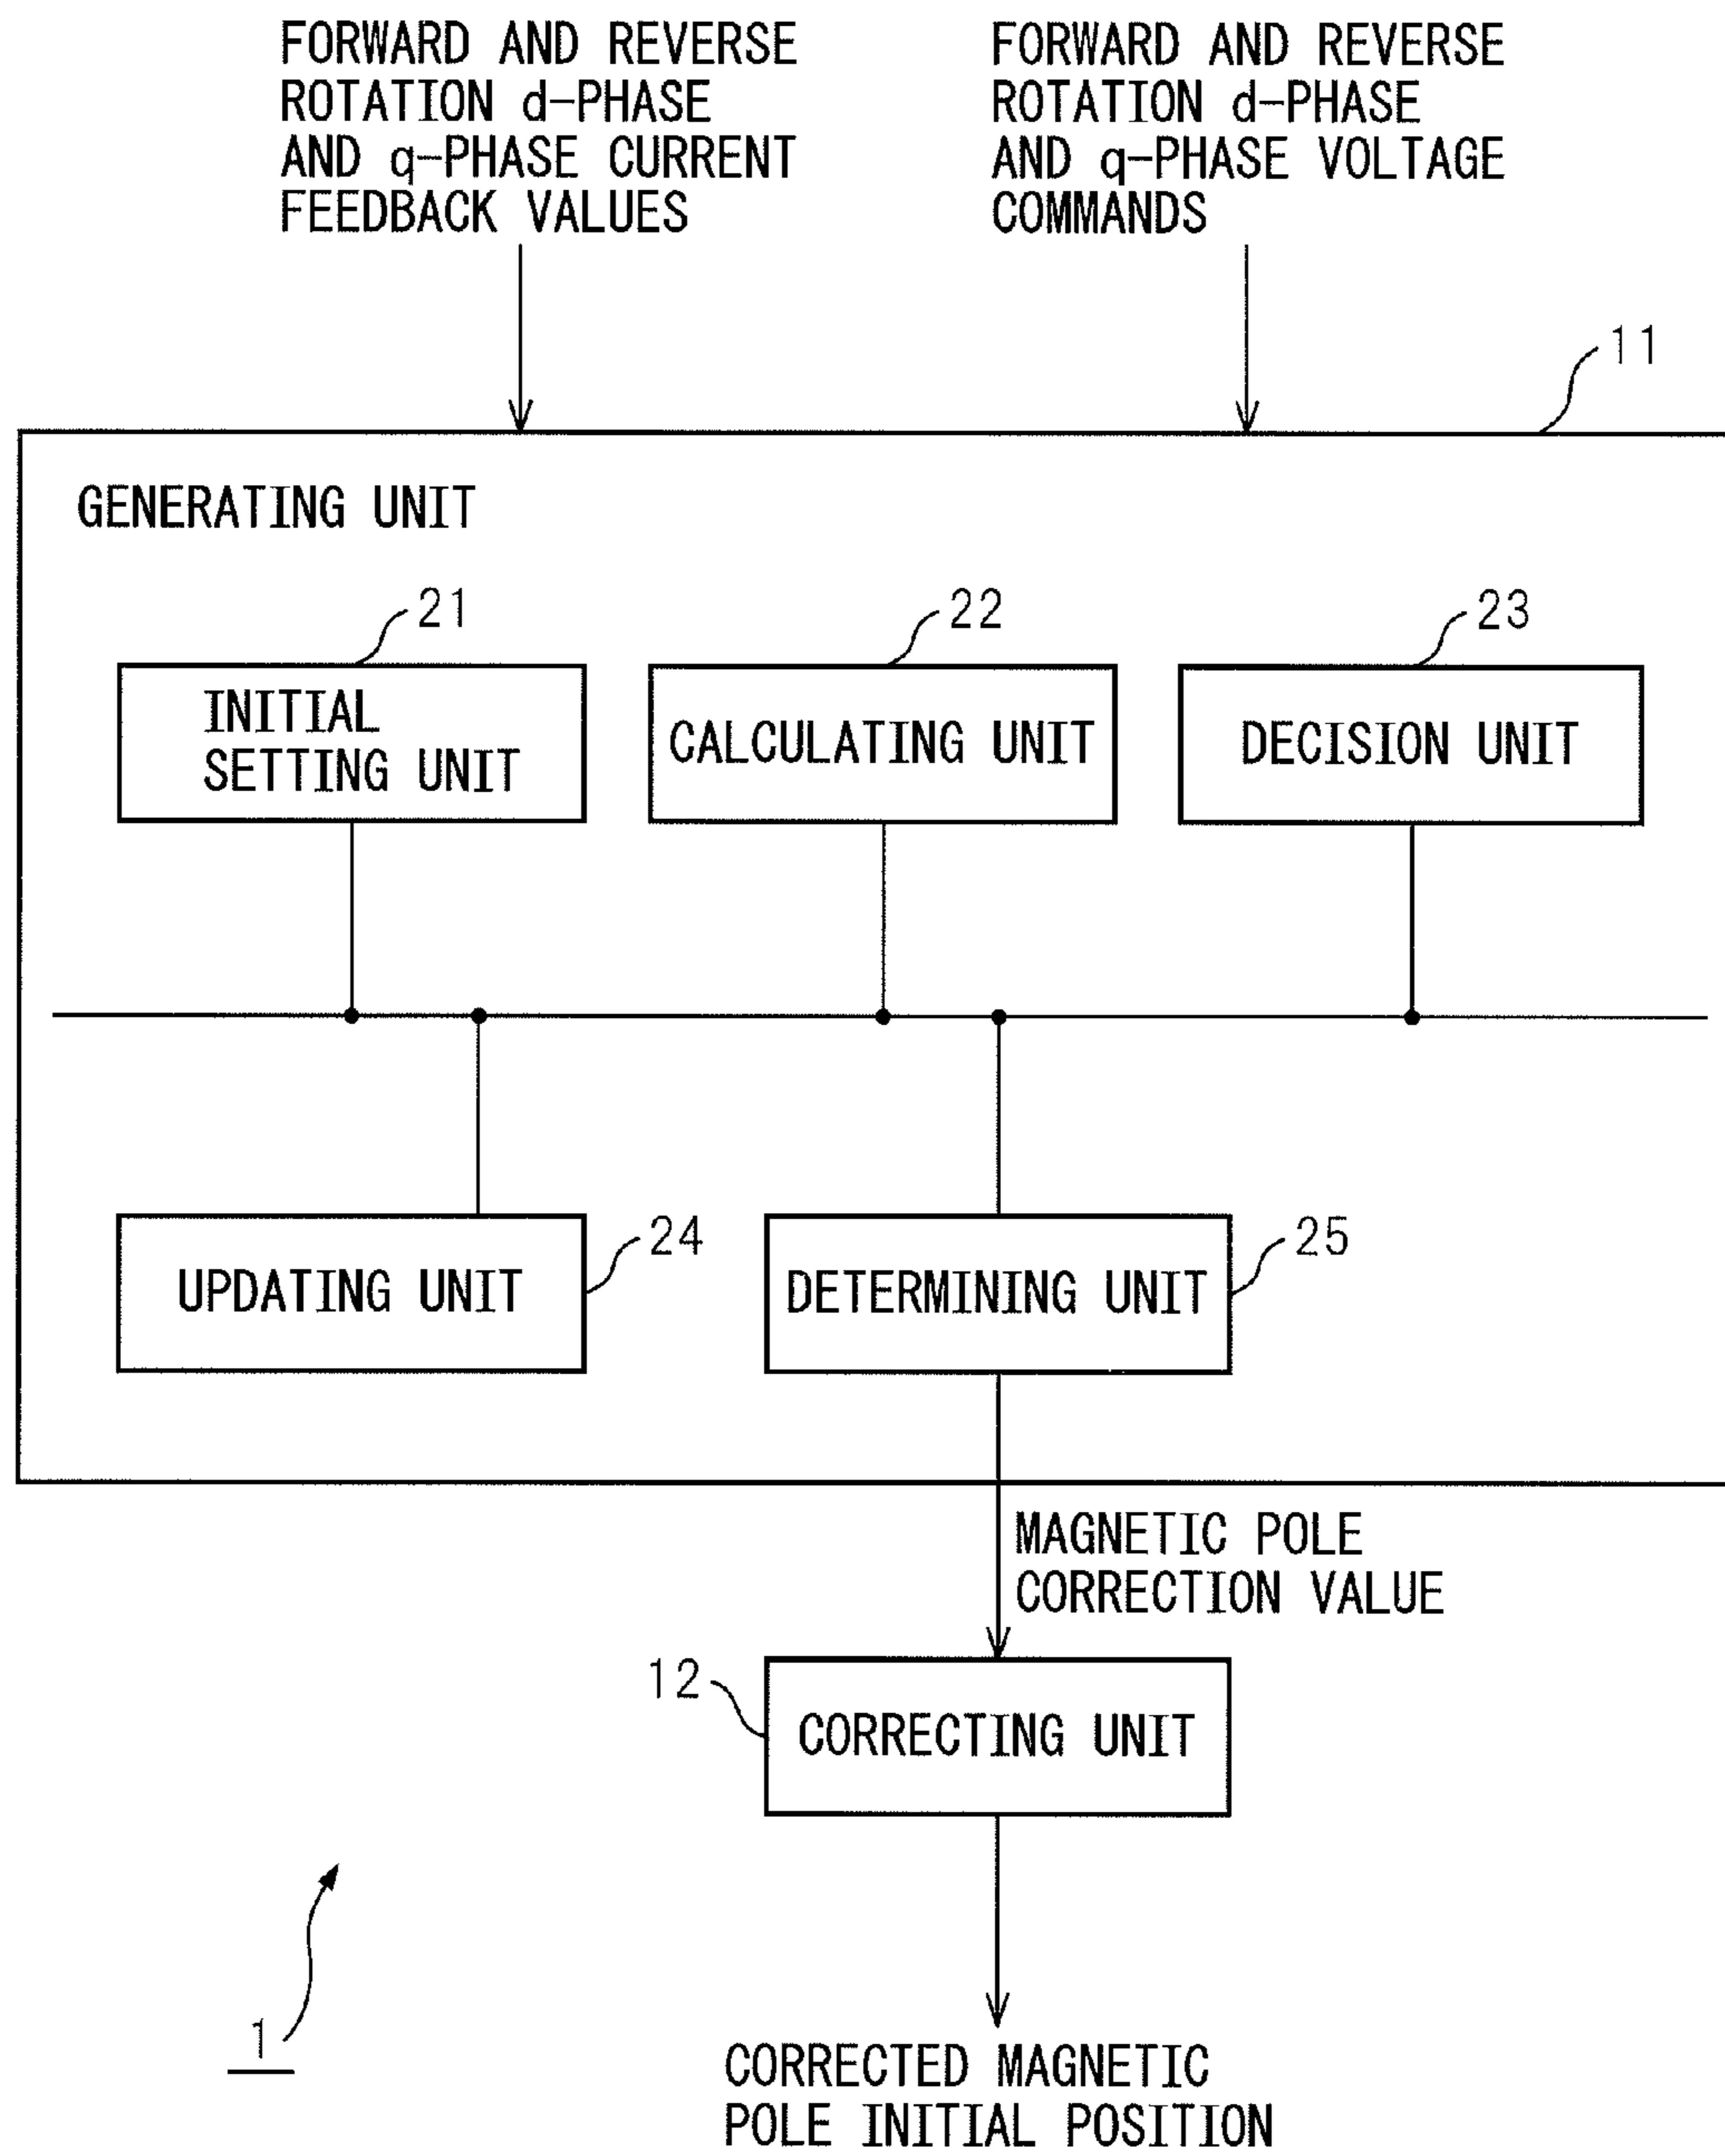 FORWARD AND REVERSE
ROTATION d-PHASE
AND q-PHASE CURRENT
FEEDBACK VALUES
FORWARD AND REVERSE
ROTATION d-PHASE
AND q-PHASE VOLTAGE
COMMANDS
11
GENERATING UNIT
21
INITIAL
SETTING UNIT
22
CALCULATING UNIT
23
DECISION UNIT
24
UPDATING UNIT
25
DETERMINING UNIT
MAGNETIC POLE
CORRECTION VALUE
12
CORRECTING UNIT
1
CORRECTED MAGNETIC
POLE INITIAL POSITION